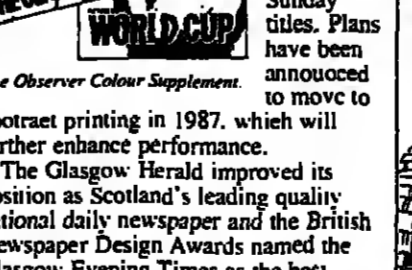 WORLD CUP
Sunday
titles. Plans
have been
annouoced
to move to
e Observer Colour Supplement.
otraet printing in 1987. whieh will
rther enhance performance.
The Glasgow Herald improved its
osition as Scotland's leading quality
tional daily newspaper and the British
ewspaper Design Awards named the
lasgow Evening Times as the best